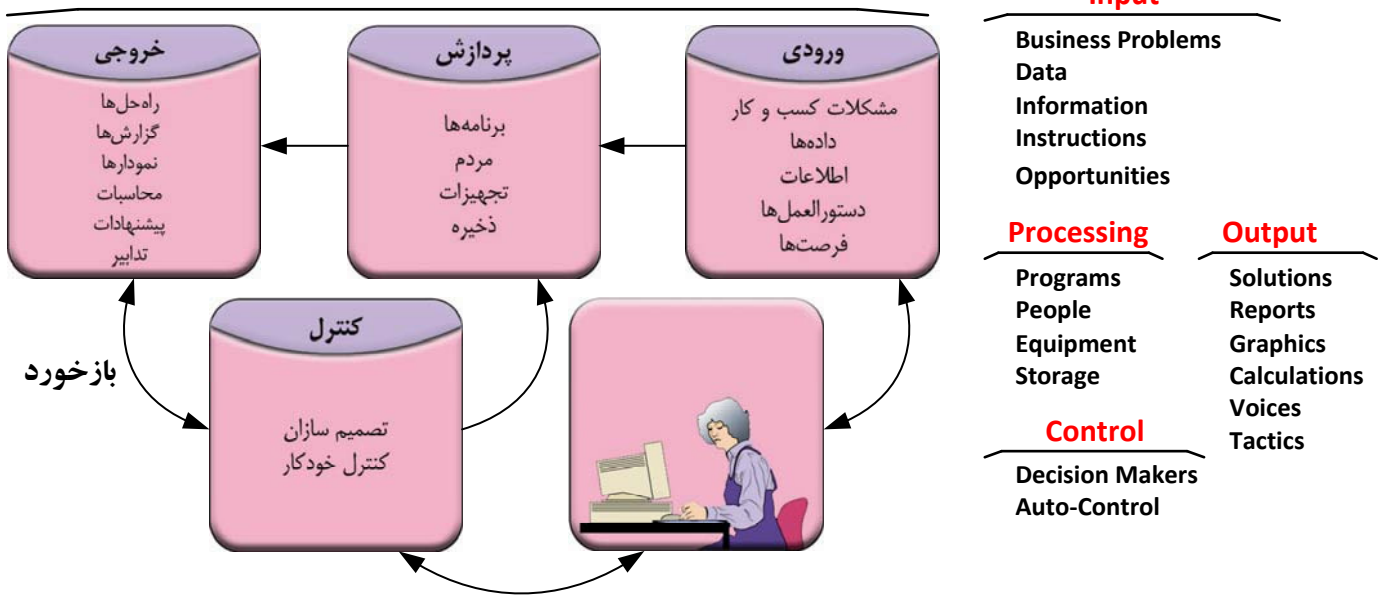 ورودی
مشکلات کسب و کار
داده‌ها
اطلاعات
دستورالعمل‌ها
فرصت‌ها
پردازش
برنامه‌ها
مردم
تجهیزات
ذخیره
خروجی
راه‌حل‌ها
گزارش‌ها
نمودارها
محاسبات
پیشنهادات
تدابیر
کنترل
تصمیم سازان
کنترل خودکار
بازخورد
Input
Business Problems
Data
Information
Instructions
Opportunities
Processing
Programs
People
Equipment
Storage
Output
Solutions
Reports
Graphics
Calculations
Voices
Tactics
Control
Decision Makers
Auto-Control